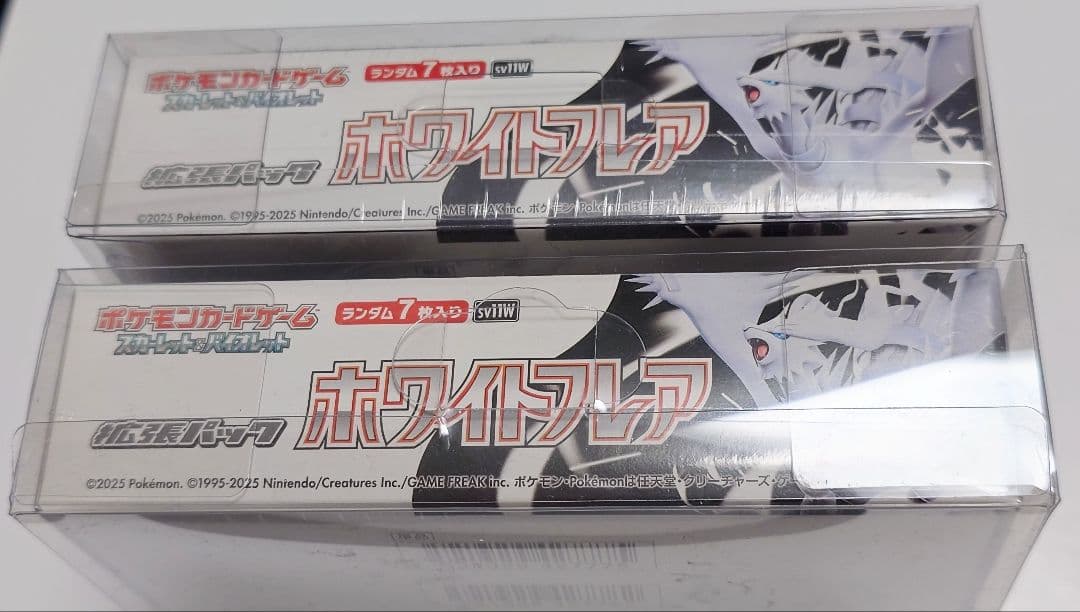 ポケモンカードゲーム
スカーレット&バイオレット
ランダム7枚入り sv11W
拡張パック ホワイトフレア
©2025 Pokémon. ©1995-2025 Nintendo/Creatures Inc./GAME FREAK inc. ポケモン・Pokémonは任天
ポケモンカードゲーム
スカーレット&バイオレット
ランダム7枚入り sv11W
拡張パック ホワイトフレア
©2025 Pokémon. ©1995-2025 Nintendo/Creatures Inc./GAME FREAK inc. ポケモン・Pokémonは任天堂・クリーチャーズ・ゲー